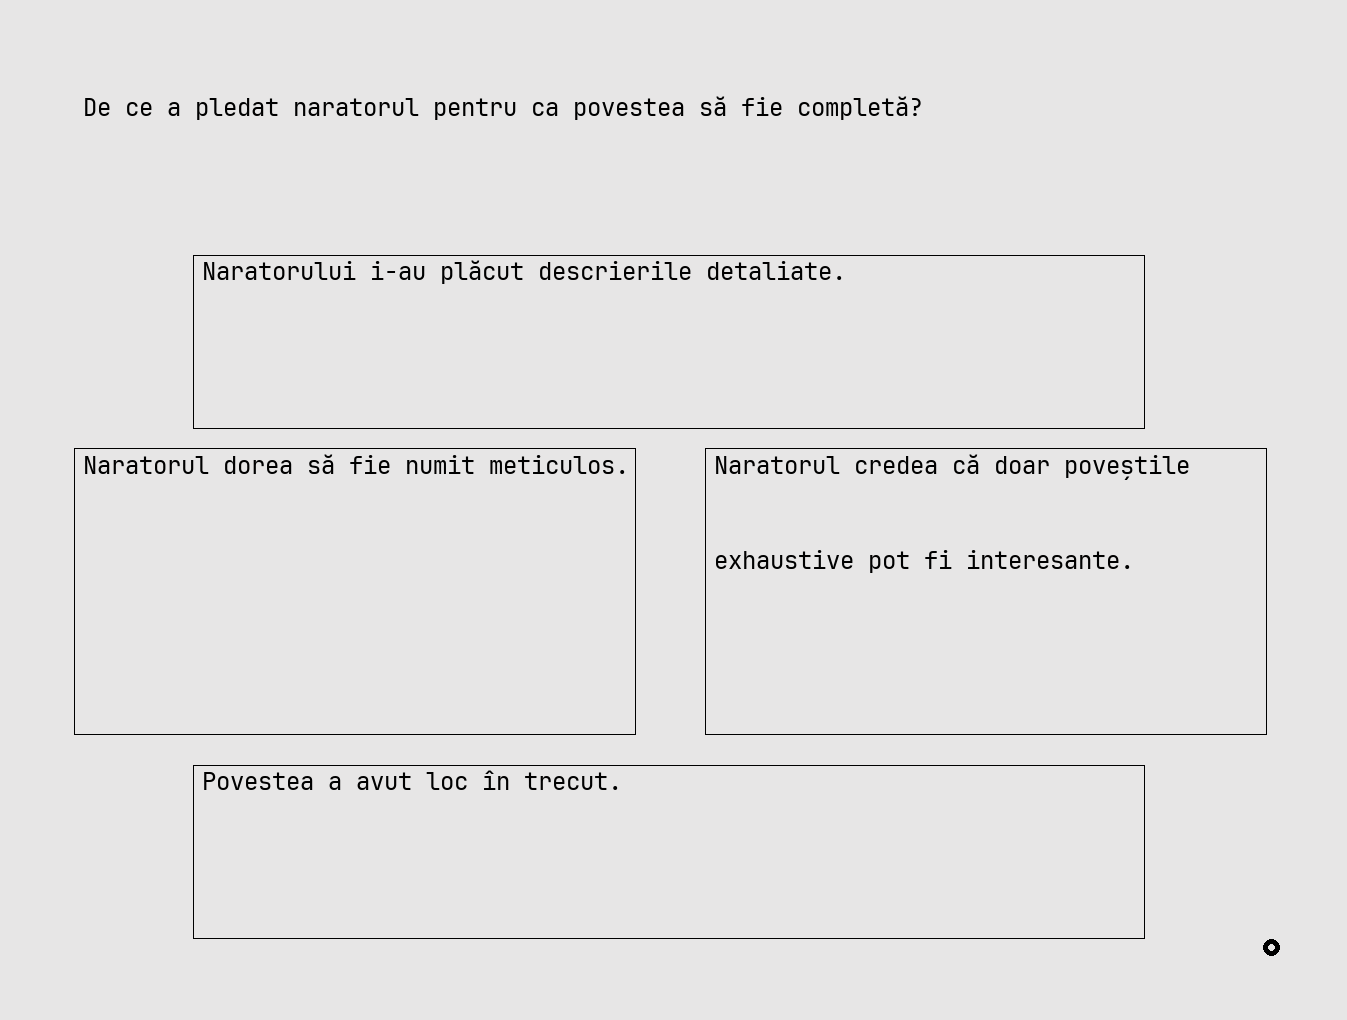 De ce a pledat naratorul pentru ca povestea să fie completă?
Naratorului i-au plăcut descrierile detaliate.
Naratorul dorea să fie numit meticulos.
Naratorul credea că doar poveștile
exhaustive pot fi interesante.
Povestea a avut loc în trecut.